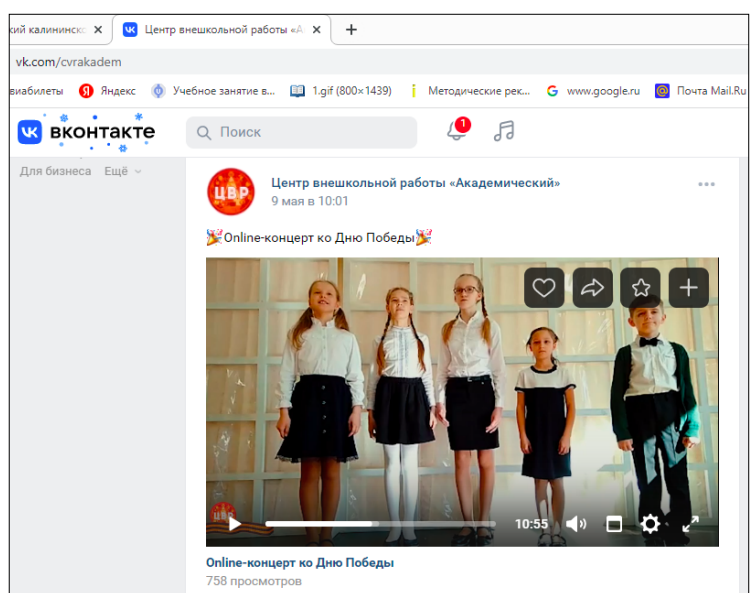 кий калининск
Центр внешкольной работы «А
vk.com/cvrakadem
виабилеты Яндекс Учебное занятие в... 1.gif (800×1439) Методические рек... www.google.ru Почта Mail.Ru
вконтакте
Поиск
1
Для бизнеса Ещё
ЦВР
Центр внешкольной работы «Академический»
9 мая в 10:01
Online-концерт ко Дню Победы
ЦВР
10:55
Online-концерт ко Дню Победы
758 просмотров